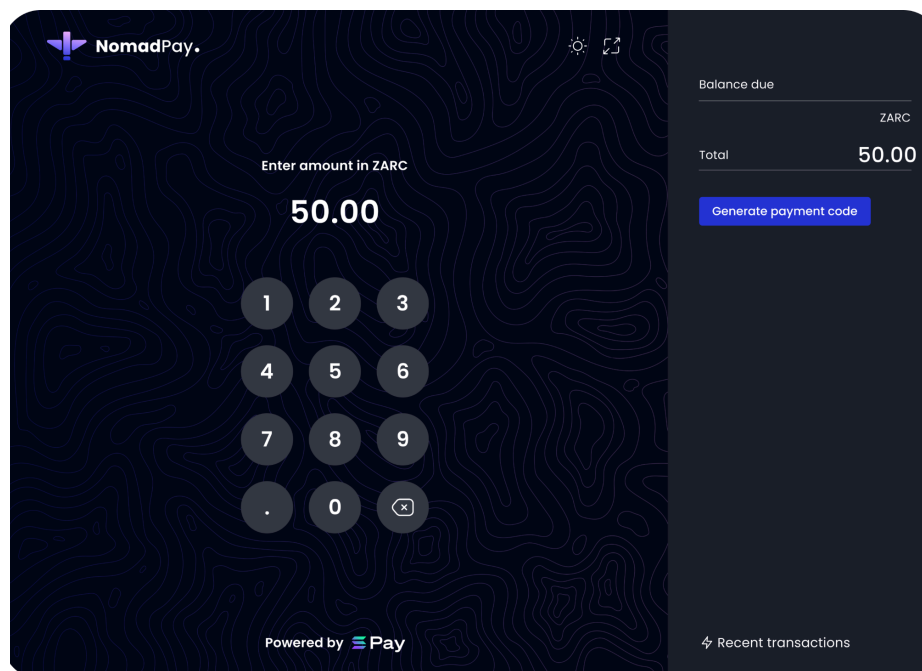 NomadPay.
Enter amount in ZARC
50.00
1 2 3
4 5 6
7 8 9
. 0
Powered by Pay
Balance due
ZARC
Total 50.00
Generate payment code
Recent transactions